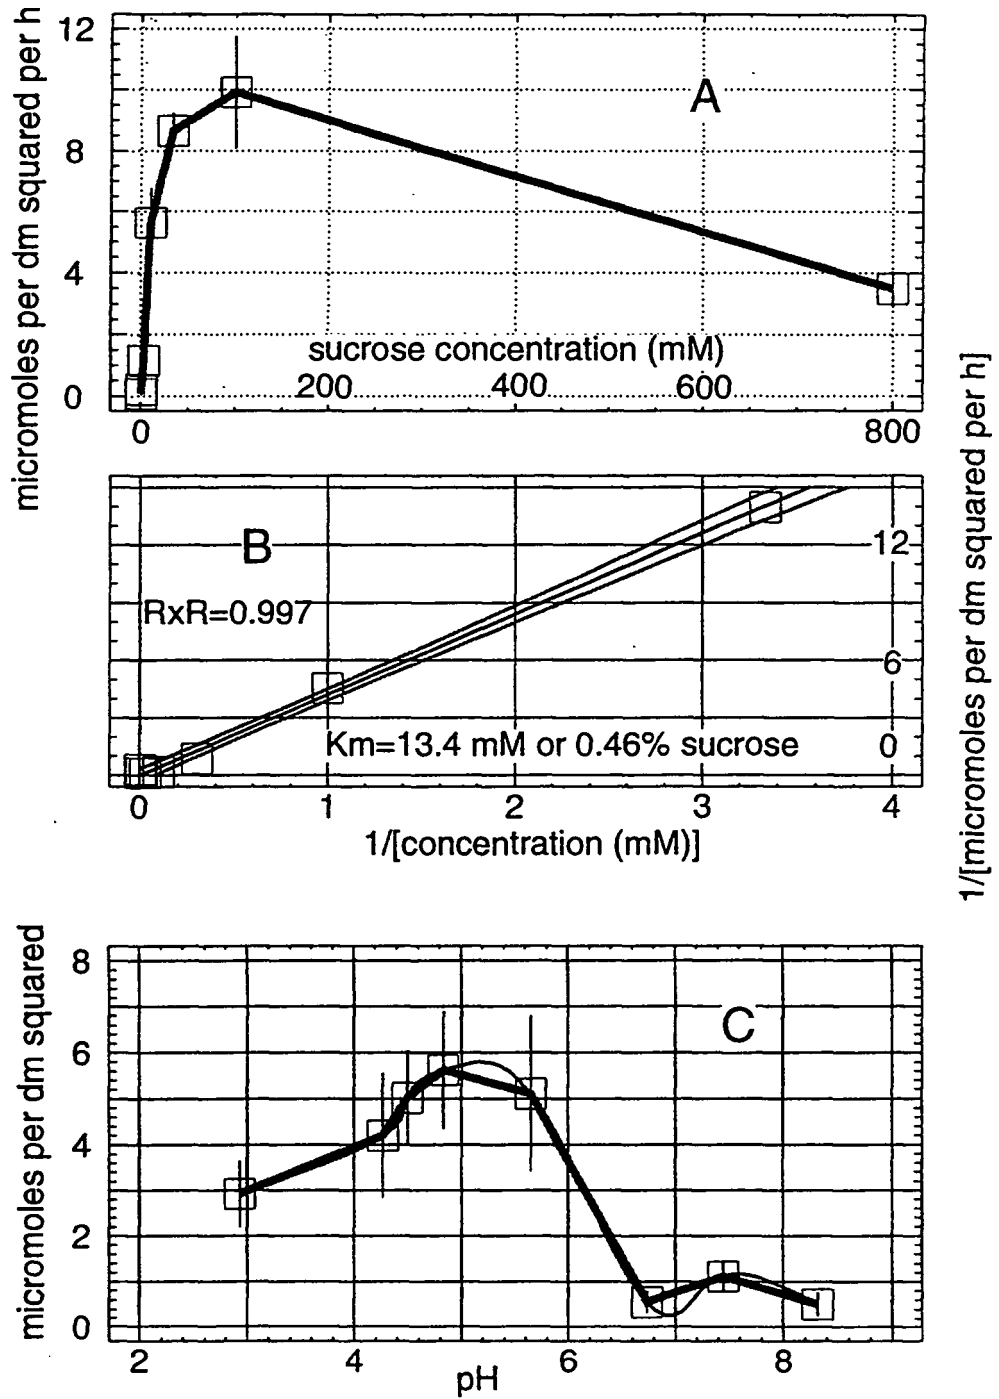 micromoles per dm squared per h
12
8
4
0
A
sucrose concentration (mM)
200 400 600
0 800
B
RxR=0.997
Km=13.4 mM or 0.46% sucrose
12
6
0
0 1 2 3 4
1/[concentration (mM)]
1/[micromoles per dm squared per h]
micromoles per dm squared
8
6
4
2
0
C
2 4 6 8
pH